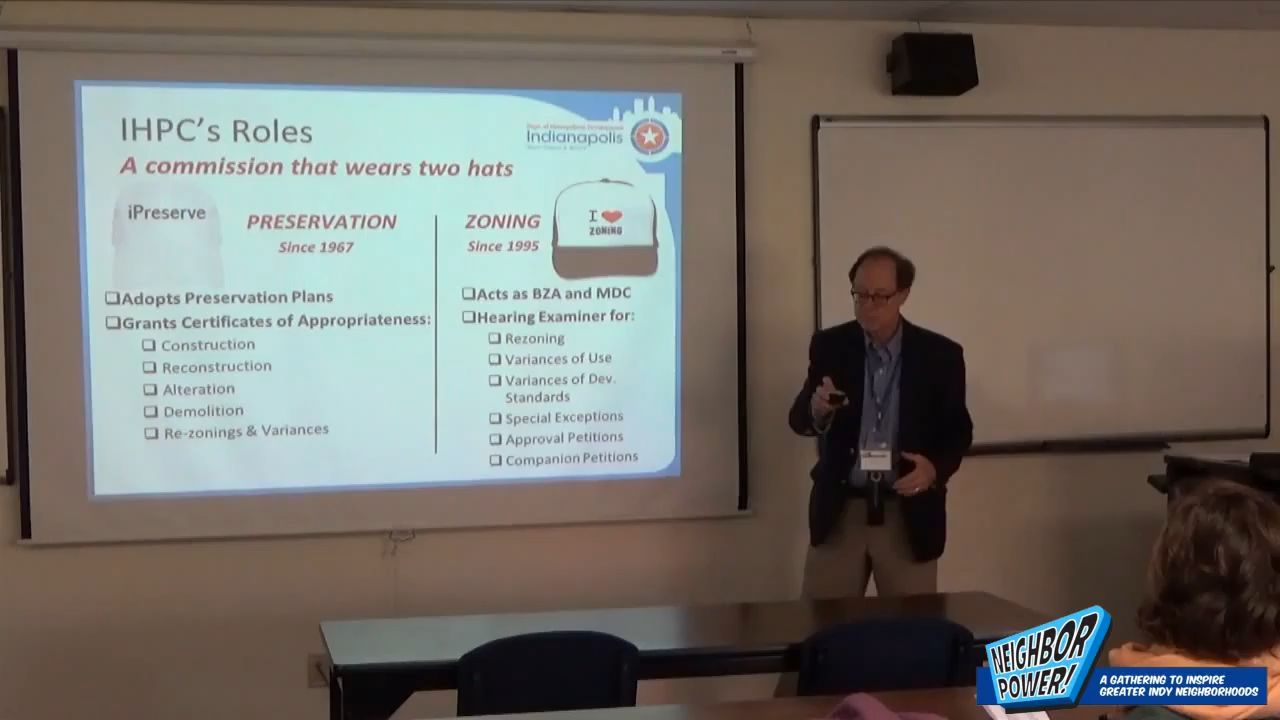 IHPC's Roles
A commission that wears two hats
Indianapolis
iPreserve
PRESERVATION
Since 1967
❑Adopts Preservation Plans
❑Grants Certificates of Appropriateness:
❑ Construction
❑ Reconstruction
❑ Alteration
❑ Demolition
❑ Re-zonings & Variances
ZONING
Since 1995
I ❤
ZONING
❑Acts as BZA and MDC
❑Hearing Examiner for:
❑ Rezoning
❑ Variances of Use
❑ Variances of Dev.
Standards
❑ Special Exceptions
❑ Approval Petitions
❑ Companion Petitions
NEIGHBOR
POWER!
A GATHERING TO INSPIRE
GREATER INDY NEIGHBORHOODS